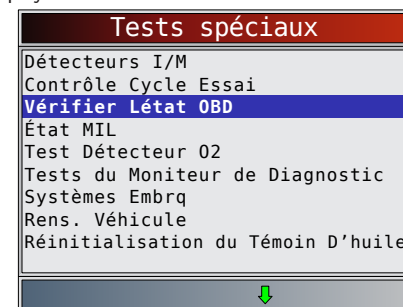 Tests spéciaux
Détecteurs I/M
Contrôle Cycle Essai
Vérifier Létat OBD
État MIL
Test Détecteur O2
Tests du Moniteur de Diagnostic
Systèmes Embrq
Rens. Véhicule
Réinitialisation du Témoin D'huile